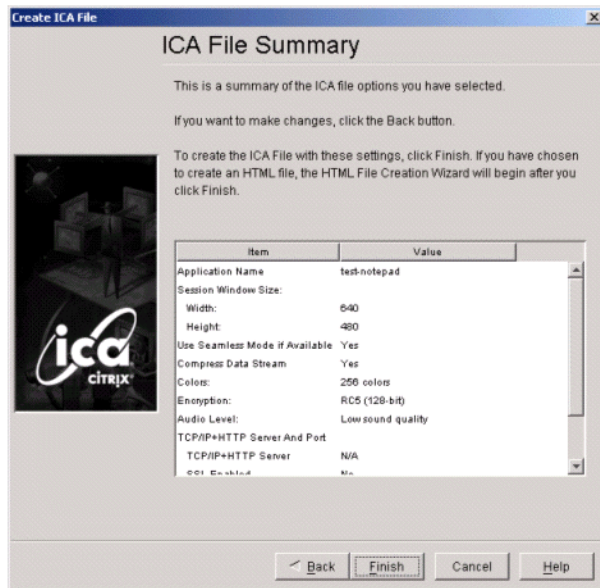 Create ICA File
ICA File Summary
This is a summary of the ICA file options you have selected.
If you want to make changes, click the Back button.
To create the ICA File with these settings, click Finish. If you have chosen
to create an HTML file, the HTML File Creation Wizard will begin after you
click Finish.
ica
CITRIX
Item Value
Application Name test-notepad
Session Window Size:
Width: 640
Height: 480
Use Seamless Mode if Available Yes
Compress Data Stream Yes
Colors: 256 colors
Encryption: RC5 (128-bit)
Audio Level: Low sound quality
TCP/IP+HTTP Server And Port
TCP/IP+HTTP Server N/A
SSL Enabled No
< Back Finish Cancel Help